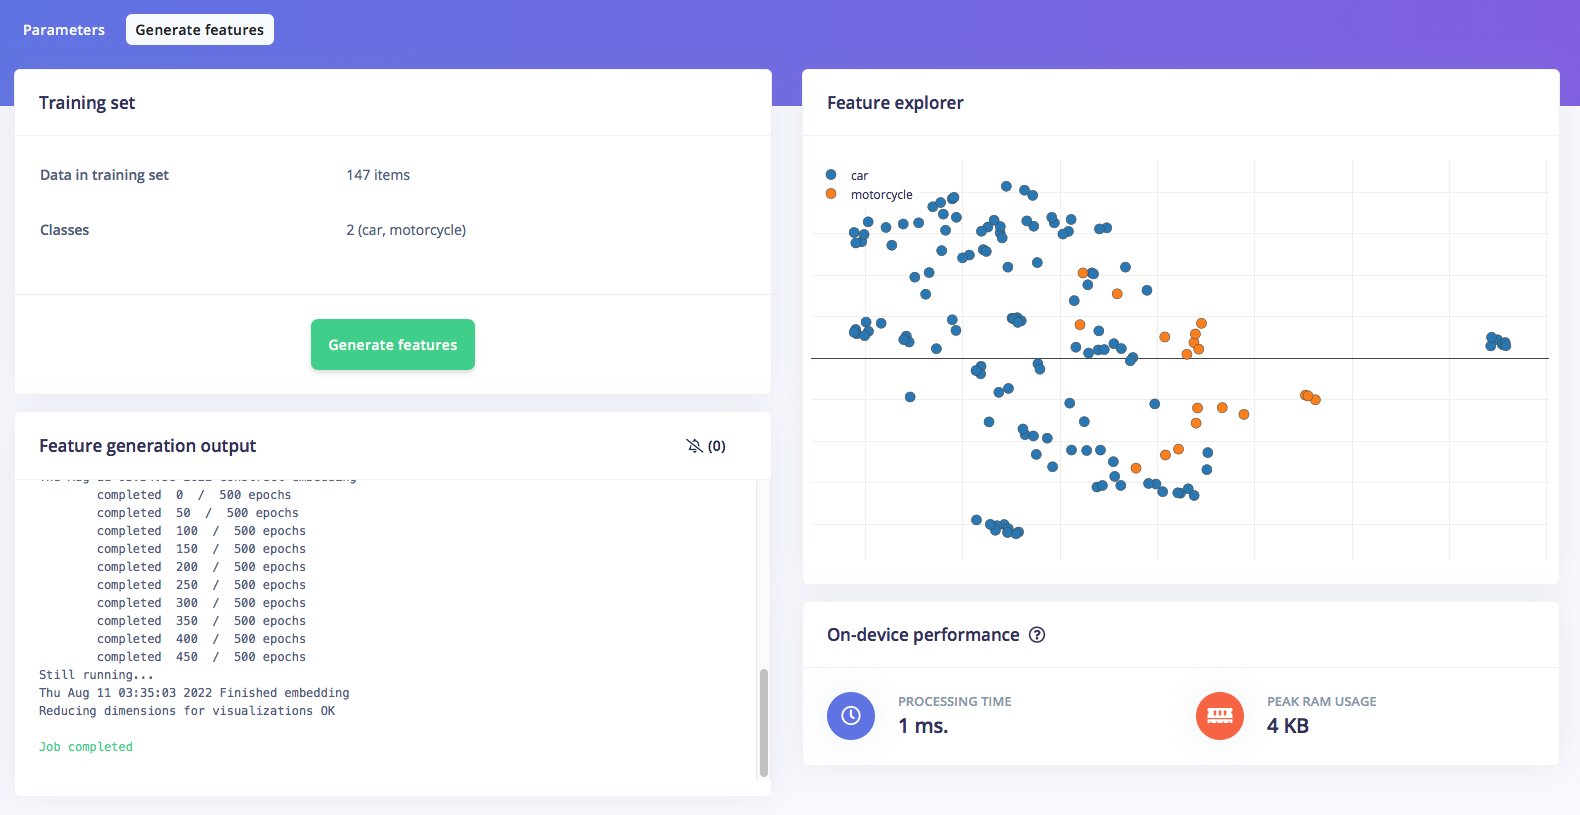 Parameters
Generate features
Training set
Data in training set 147 items
Classes 2 (car, motorcycle)
Generate features
Feature generation output (0)
completed 0 / 500 epochs
completed 50 / 500 epochs
completed 100 / 500 epochs
completed 150 / 500 epochs
completed 200 / 500 epochs
completed 250 / 500 epochs
completed 300 / 500 epochs
completed 350 / 500 epochs
completed 400 / 500 epochs
completed 450 / 500 epochs
Still running...
Thu Aug 11 03:35:03 2022 Finished embedding
Reducing dimensions for visualizations OK
Job completed
Feature explorer
car
motorcycle
On-device performance ?
PROCESSING TIME
1 ms.
PEAK RAM USAGE
4 KB